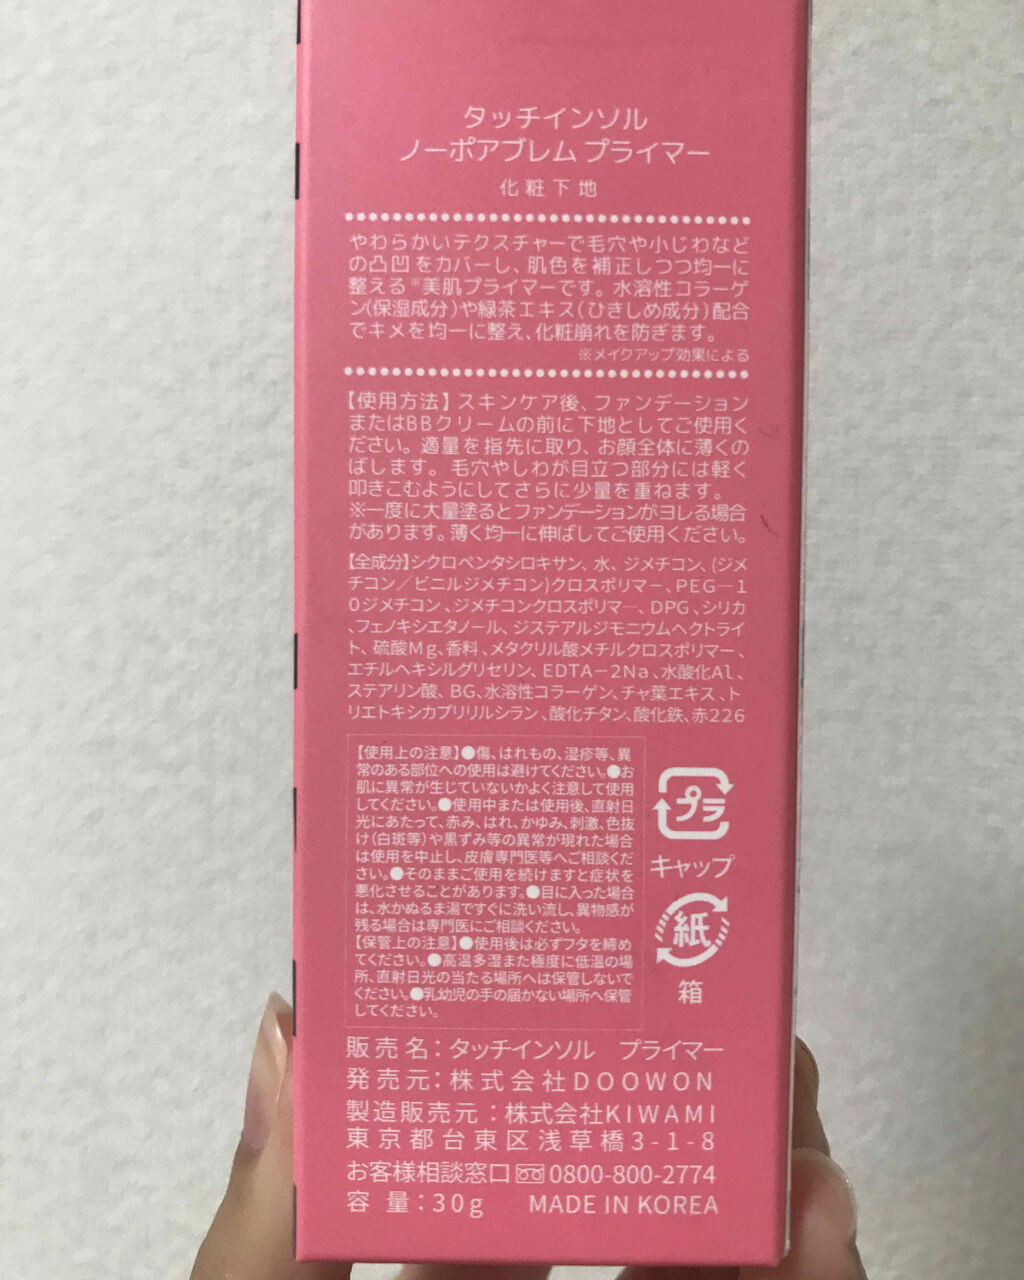 タッチインソル
ノーポアブレム プライマー
化粧下地
やわらかいテクスチャーで毛穴や小じわなど
の凸凹をカバーし、肌色を補正しつつ均一に
整える※美肌プライマーです。水溶性コラーゲ
ン(保湿成分)や緑茶エキス(ひきしめ成分)配合
でキメを均一に整え、化粧崩れを防ぎます。
※メイクアップ効果による
【使用方法】スキンケア後、ファンデーション
またはBBクリームの前に下地としてご使用く
ださい。適量を指先に取り、お顔全体に薄くの
ばします。毛穴やしわが目立つ部分には軽く
叩きこむようにしてさらに少量を重ねます。
※一度に大量塗るとファンデーションがヨレる場合
があります。薄く均一に伸ばしてご使用ください。
【全成分】シクロペンタシロキサン、水、ジメチコン、(ジメ
チコン/ビニルジメチコン)クロスポリマー、PEG-1
0ジメチコン、ジメチコンクロスポリマー、DPG、シリカ
、フェノキシエタノール、ジステアルジモニウムヘクトライ
ト、硫酸Mg、香料、メタクリル酸メチルクロスポリマー、
エチルヘキシルグリセリン、EDTA-2Na、水酸化Al、
ステアリン酸、BG、水溶性コラーゲン、チャ葉エキス、ト
リエトキシカプリリルシラン、酸化チタン、酸化鉄、赤226
【使用上の注意】●傷、はれもの、湿疹等、異
常のある部位への使用は避けてください。●お
肌に異常が生じていないかよく注意して使用
してください。●使用中または使用後、直射日
光にあたって、赤み、はれ、かゆみ、刺激、色抜
け(白斑等)や黒ずみ等の異常が現れた場合
は使用を中止し、皮膚専門医等へご相談くだ
さい。●そのままご使用を続けますと症状を
悪化させることがあります。●目に入った場合
は、水かぬるま湯ですぐに洗い流し、異物感が
残る場合は専門医にご相談ください。
【保管上の注意】●使用後は必ずフタを締め
てください。●高温多湿また極度に低温の場
所、直射日光の当たる場所へは保管しないで
ください。●乳幼児の手の届かない場所へ保管
してください。
プラ
キャップ
紙
箱
販売名:タッチインソル プライマー
発売元:株式会社DOOWON
製造販売元:株式会社KIWAMI
東京都台東区浅草橋3-1-8
お客様相談窓口 0800-800-2774
容量:30g MADE IN KOREA